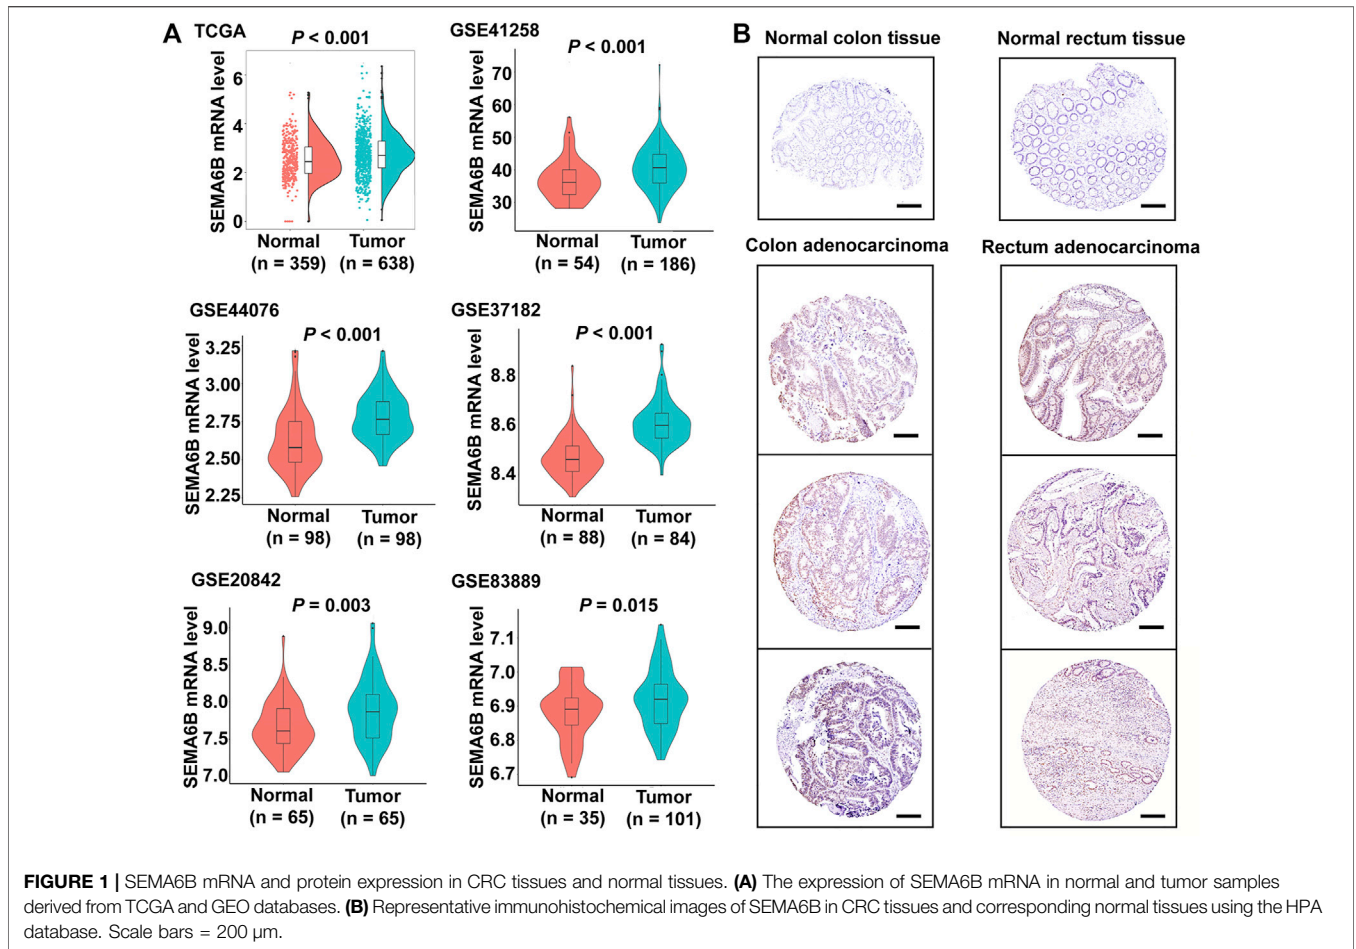 A
TCGA
P < 0.001
SEMA6B mRNA level
6
4
2
0
Normal
(n = 359)
Tumor
(n = 638)
GSE41258
P < 0.001
SEMA6B mRNA level
70
60
50
40
30
Normal
(n = 54)
Tumor
(n = 186)
GSE44076
P < 0.001
SEMA6B mRNA level
3.25
3.00
2.75
2.50
2.25
Normal
(n = 98)
Tumor
(n = 98)
GSE37182
P < 0.001
SEMA6B mRNA level
8.8
8.6
8.4
Normal
(n = 88)
Tumor
(n = 84)
GSE20842
P = 0.003
SEMA6B mRNA level
9.0
8.5
8.0
7.5
7.0
Normal
(n = 65)
Tumor
(n = 65)
GSE83889
P = 0.015
SEMA6B mRNA level
7.1
7.0
6.9
6.8
6.7
Normal
(n = 35)
Tumor
(n = 101)
B
Normal colon tissue
Normal rectum tissue
Colon adenocarcinoma
Rectum adenocarcinoma
FIGURE 1 | SEMA6B mRNA and protein expression in CRC tissues and normal tissues. (A) The expression of SEMA6B mRNA in normal and tumor samples
derived from TCGA and GEO databases. (B) Representative immunohistochemical images of SEMA6B in CRC tissues and corresponding normal tissues using the HPA
database. Scale bars = 200 µm.